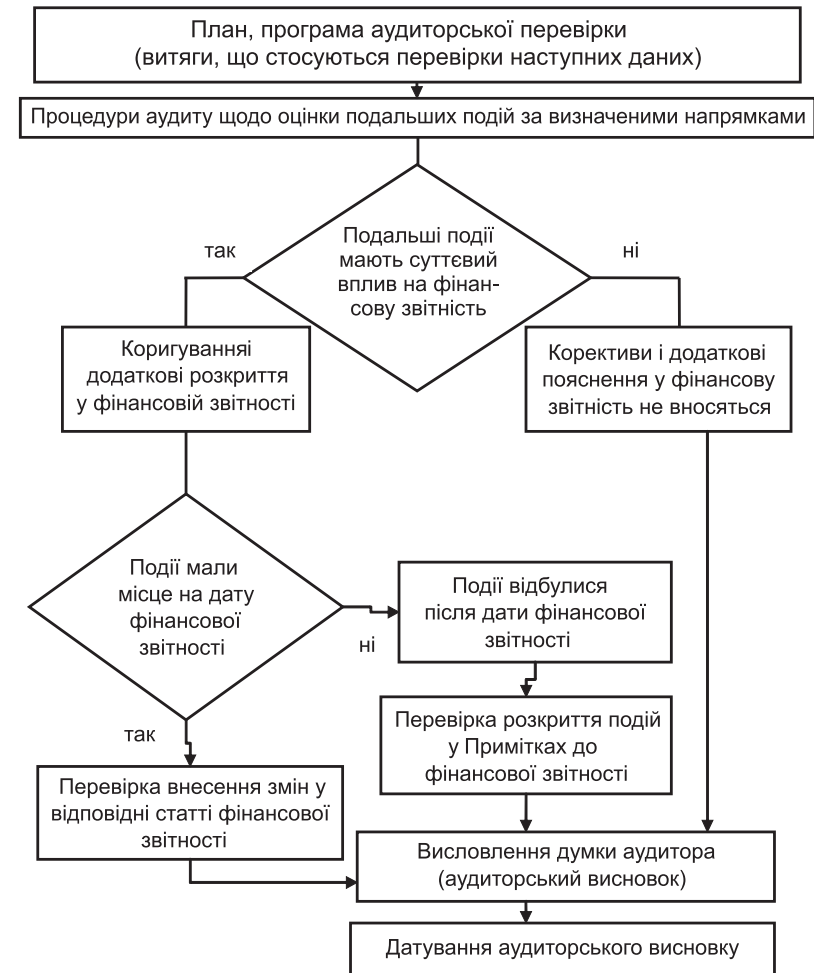 План, програма аудиторської перевірки
(витяги, що стосуються перевірки наступних даних)
Процедури аудиту щодо оцінки подальших подій за визначеними напрямками
так
Подальші події
мають суттєвий
вплив на фінан-
сову звітність
ні
Коригуванняі
додаткові розкриття
у фінансовій звітності
Корективи і додаткові
пояснення у фінансову
звітність не вносяться
Події мали
місце на дату
фінансової
звітності
ні
Події відбулися
після дати фінансової
звітності
так
Перевірка розкриття подій
у Примітках до
фінансової звітності
Перевірка внесення змін у
відповідні статті фінансової
звітності
Висловлення думки аудитора
(аудиторський висновок)
Датування аудиторського висновку